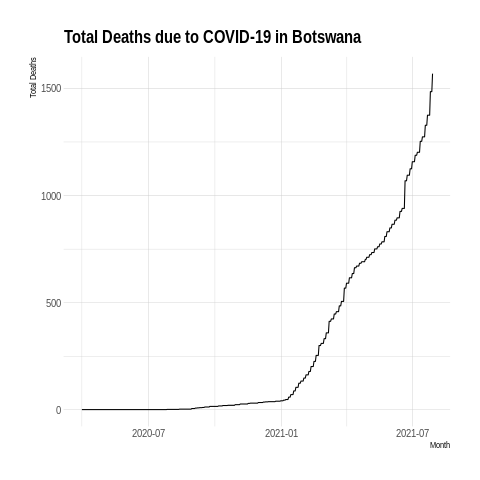 Total Deaths due to COVID-19 in Botswana
Total Deaths
1500
1000
500
0
2020-07
2021-01
2021-07
Month